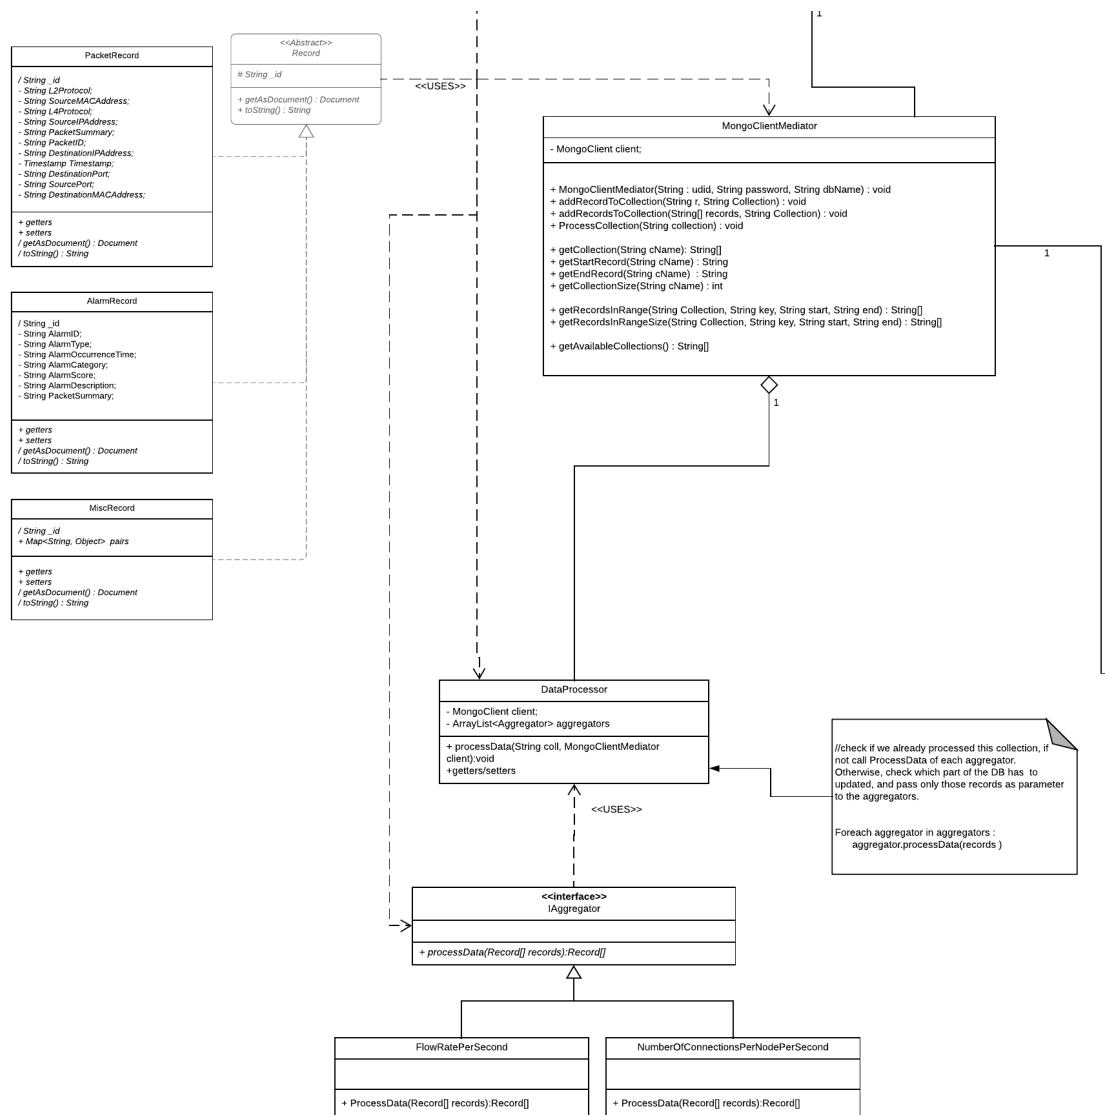 1
PacketRecord
/ String _id
- String L2Protocol;
- String SourceMACAddress;
- String L4Protocol;
- String SourceIPAddress;
- String PacketSummary;
- String PacketID;
- String DestinationIPAddress;
- Timestamp Timestamp;
- String DestinationPort;
- String SourcePort;
- String DestinationMACAddress;
+ getters
+ setters
/ getAsDocument() : Document
/ toString() : String
<<Abstract>>
Record
# String _id
+ getAsDocument() : Document
+ toString() : String
<<USES>>
MongoClientMediator
- MongoClient client;
+ MongoClientMediator(String : udid, String password, String dbName) : void
+ addRecordToCollection(String r, String Collection) : void
+ addRecordsToCollection(String[] records, String Collection) : void
+ ProcessCollection(String collection) : void
+ getCollection(String cName): String[]
+ getStartRecord(String cName) : String
+ getEndRecord(String cName)  : String
+ getCollectionSize(String cName) : int
+ getRecordsInRange(String Collection, String key, String start, String end) : String[]
+ getRecordsInRangeSize(String Collection, String key, String start, String end) : String[]
+ getAvailableCollections() : String[]
1
1
AlarmRecord
/ String _id
- String AlarmID;
- String AlarmType;
- String AlarmOccurrenceTime;
- String AlarmCategory;
- String AlarmScore;
- String AlarmDescription;
- String PacketSummary;
+ getters
+ setters
/ getAsDocument() : Document
/ toString() : String
MiscRecord
/ String _id
+ Map<String, Object>  pairs
+ getters
+ setters
/ getAsDocument() : Document
/ toString() : String
DataProcessor
- MongoClient client;
- ArrayList<Aggregator> aggregators
+ processData(String coll, MongoClientMediator
client):void
+getters/setters
//check if we already processed this collection, if
not call ProcessData of each aggregator.
Otherwise, check which part of the DB has  to
updated, and pass only those records as parameter
to the aggregators.
Foreach aggregator in aggregators :
aggregator.processData(records )
<<USES>>
<<interface>>
IAggregator
+ processData(Record[] records):Record[]
FlowRatePerSecond
+ ProcessData(Record[] records):Record[]
NumberOfConnectionsPerNodePerSecond
+ ProcessData(Record[] records):Record[]